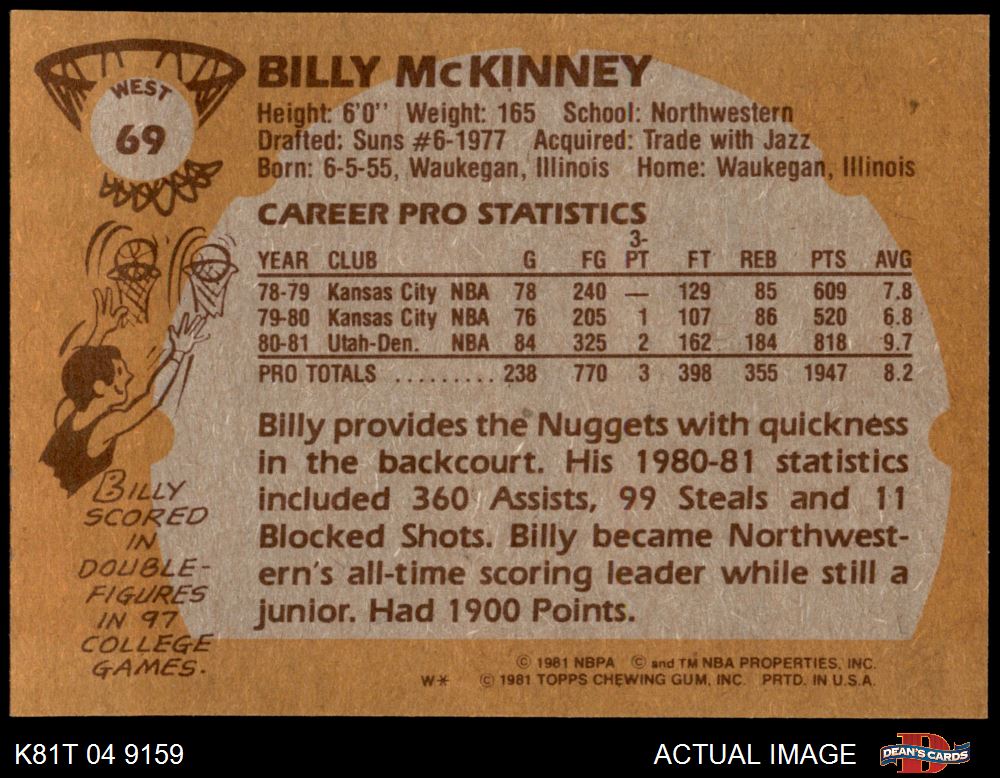 WEST
69
BILLY McKINNEY
Height: 6'0'' Weight: 165 School: Northwestern
Drafted: Suns #6-1977 Acquired: Trade with Jazz
Born: 6-5-55, Waukegan, Illinois Home: Waukegan, Illinois
CAREER PRO STATISTICS
YEAR CLUB G FG 3-PT FT REB PTS AVG
78-79 Kansas City NBA 78 240 — 129 85 609 7.8
79-80 Kansas City NBA 76 205 1 107 86 520 6.8
80-81 Utah-Den. NBA 84 325 2 162 184 818 9.7
PRO TOTALS ......... 238 770 3 398 355 1947 8.2
Billy provides the Nuggets with quickness
in the backcourt. His 1980-81 statistics
included 360 Assists, 99 Steals and 11
Blocked Shots. Billy became Northwest-
ern's all-time scoring leader while still a
junior. Had 1900 Points.
BILLY
SCORED
IN
DOUBLE-
FIGURES
IN 97
COLLEGE
GAMES.
© 1981 NBPA © and TM NBA PROPERTIES, INC.
W* © 1981 TOPPS CHEWING GUM, INC. PRTD. IN U.S.A.
K81T 04 9159
ACTUAL IMAGE
DEAN'S CARDS